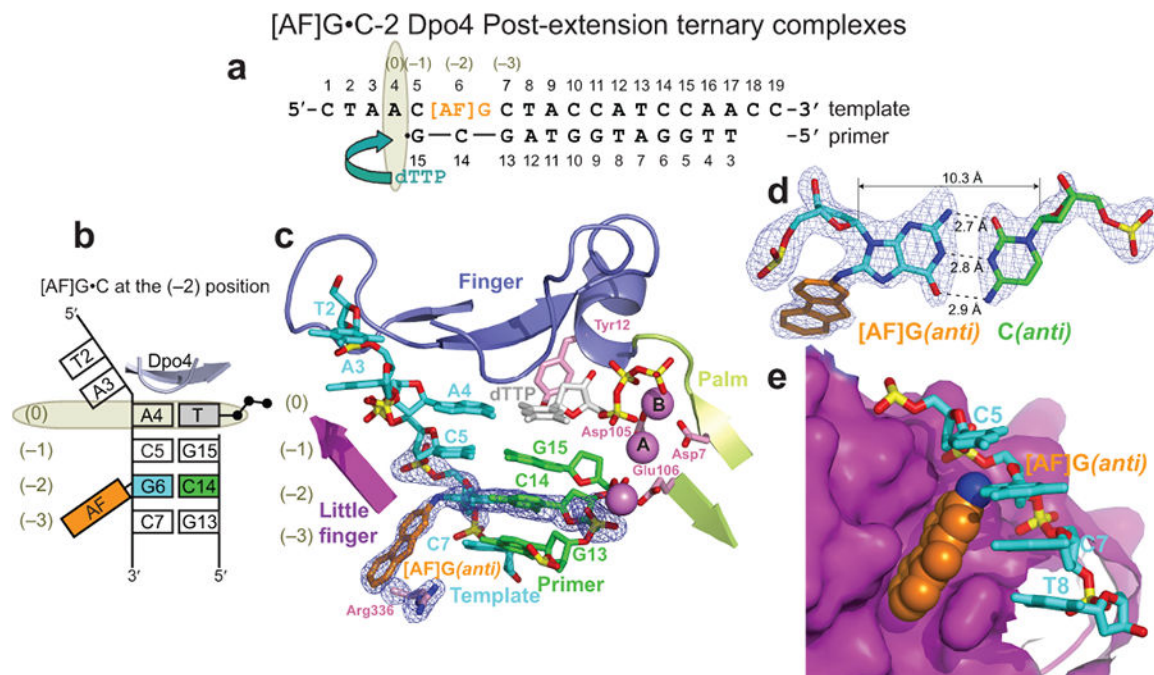 [AF]G•C-2 Dpo4 Post-extension ternary complexes
a
(0) (–1) (–2) (–3)
1 2 3 4 5 6 7 8 9 10 11 12 13 14 15 16 17 18 19
5′–C T A A C [AF]G C T A C C A T C C A A C C–3′ template
•G—C—G A T G G T A G G T T –5′ primer
15 14 13 12 11 10 9 8 7 6 5 4 3
dTTP
b
[AF]G•C at the (–2) position
5′
T2
A3
Dpo4
(0) A4 T
(–1) C5 G15
(–2) G6 C14
(–3) AF C7 G13
3′ 5′
c
Finger
T2
Tyr12
A3
Palm
dTTP
(0) A4
B
Asp105
C5
A
Asp7
(–1)
G15
Glu106
C14
(–2)
Little
finger
(–3)
C7
G13
[AF]G(anti)
Primer
Template
Arg336
d
10.3 Å
2.7 Å
2.8 Å
2.9 Å
[AF]G(anti) C(anti)
e
C5
[AF]G(anti)
C7
T8